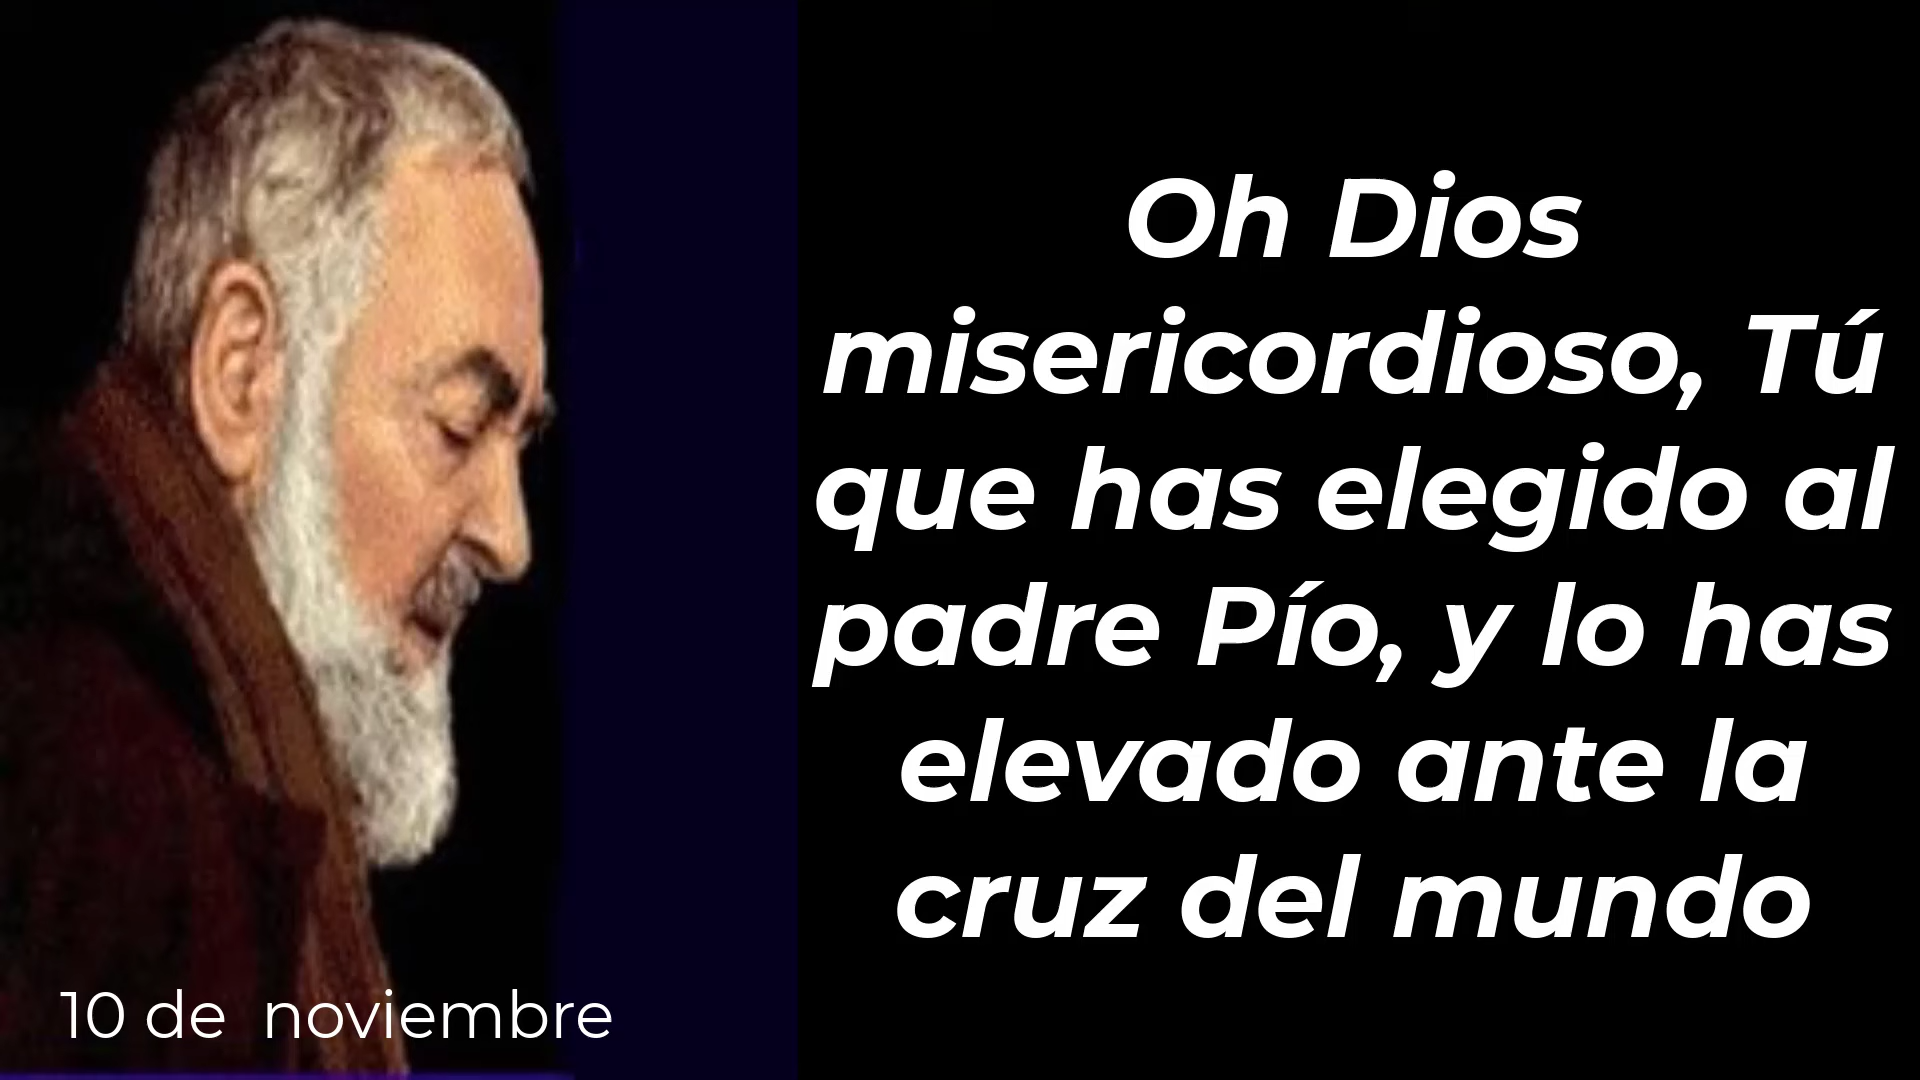 Oh Dios
misericordioso, Tú
que has elegido al
padre Pío, y lo has
elevado ante la
cruz del mundo
10 de  noviembre